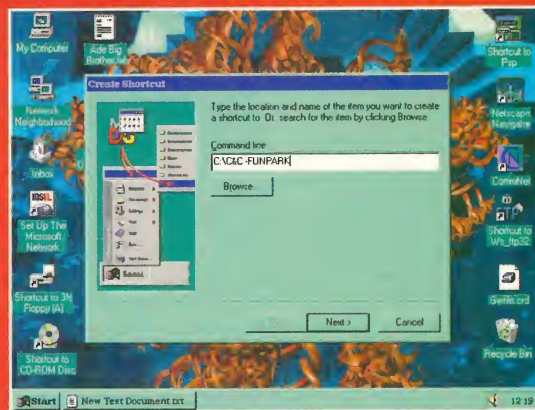 My Computer
Ade Big
Brother.txt
Network
Neighborhood
Inbox
Set Up The
Microsoft
Network
Shortcut to 3½
Floppy (A)
Shortcut to
CD-ROM Disc
Create Shortcut
Type the location and name of the item you want to create
a shortcut to. Or, search for the item by clicking Browse.
Command line
C:\C&C -FUNPARK
Browse...
Next >
Cancel
Shortcut to
Psp
Netscape
Navigator
CommNet
FTP
Shortcut to
Ws_ftp32
Recycle Bin
Start
New Text Document.txt
12:19